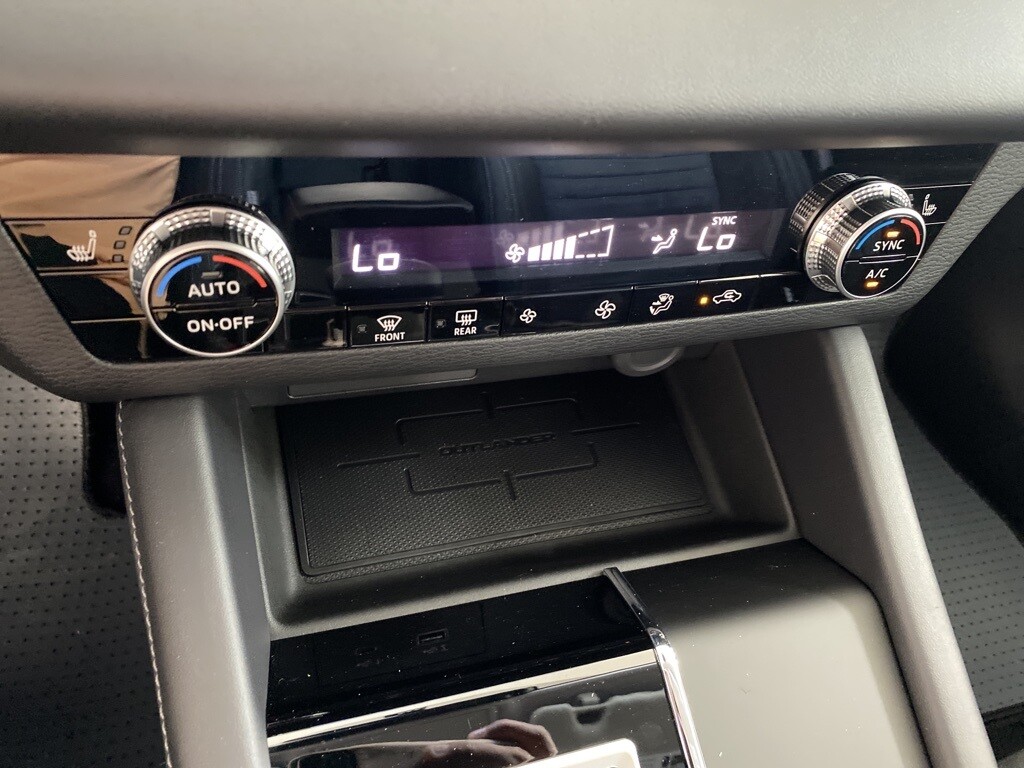 SYNC
Lo
Lo
SYNC
A/C
AUTO
ON·OFF
FRONT
REAR
OUTLANDER